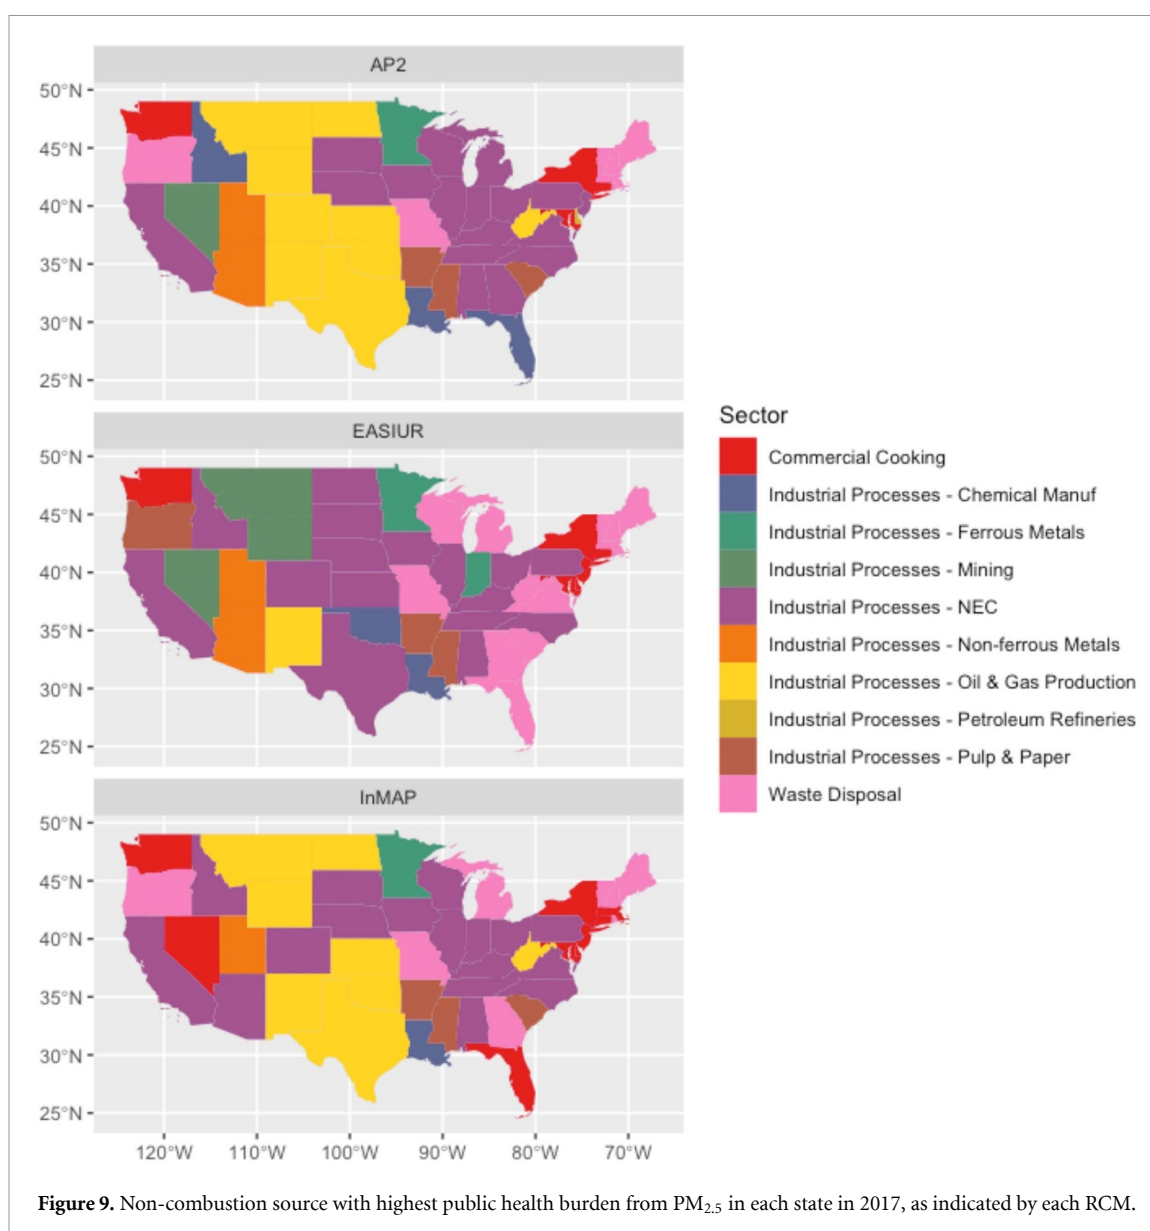 AP2
50°N
45°N
40°N
35°N
30°N
25°N
EASIUR
50°N
45°N
40°N
35°N
30°N
25°N
InMAP
50°N
45°N
40°N
35°N
30°N
25°N
120°W 110°W 100°W 90°W 80°W 70°W
Sector
Commercial Cooking
Industrial Processes - Chemical Manuf
Industrial Processes - Ferrous Metals
Industrial Processes - Mining
Industrial Processes - NEC
Industrial Processes - Non-ferrous Metals
Industrial Processes - Oil & Gas Production
Industrial Processes - Petroleum Refineries
Industrial Processes - Pulp & Paper
Waste Disposal
Figure 9. Non-combustion source with highest public health burden from PM2.5 in each state in 2017, as indicated by each RCM.